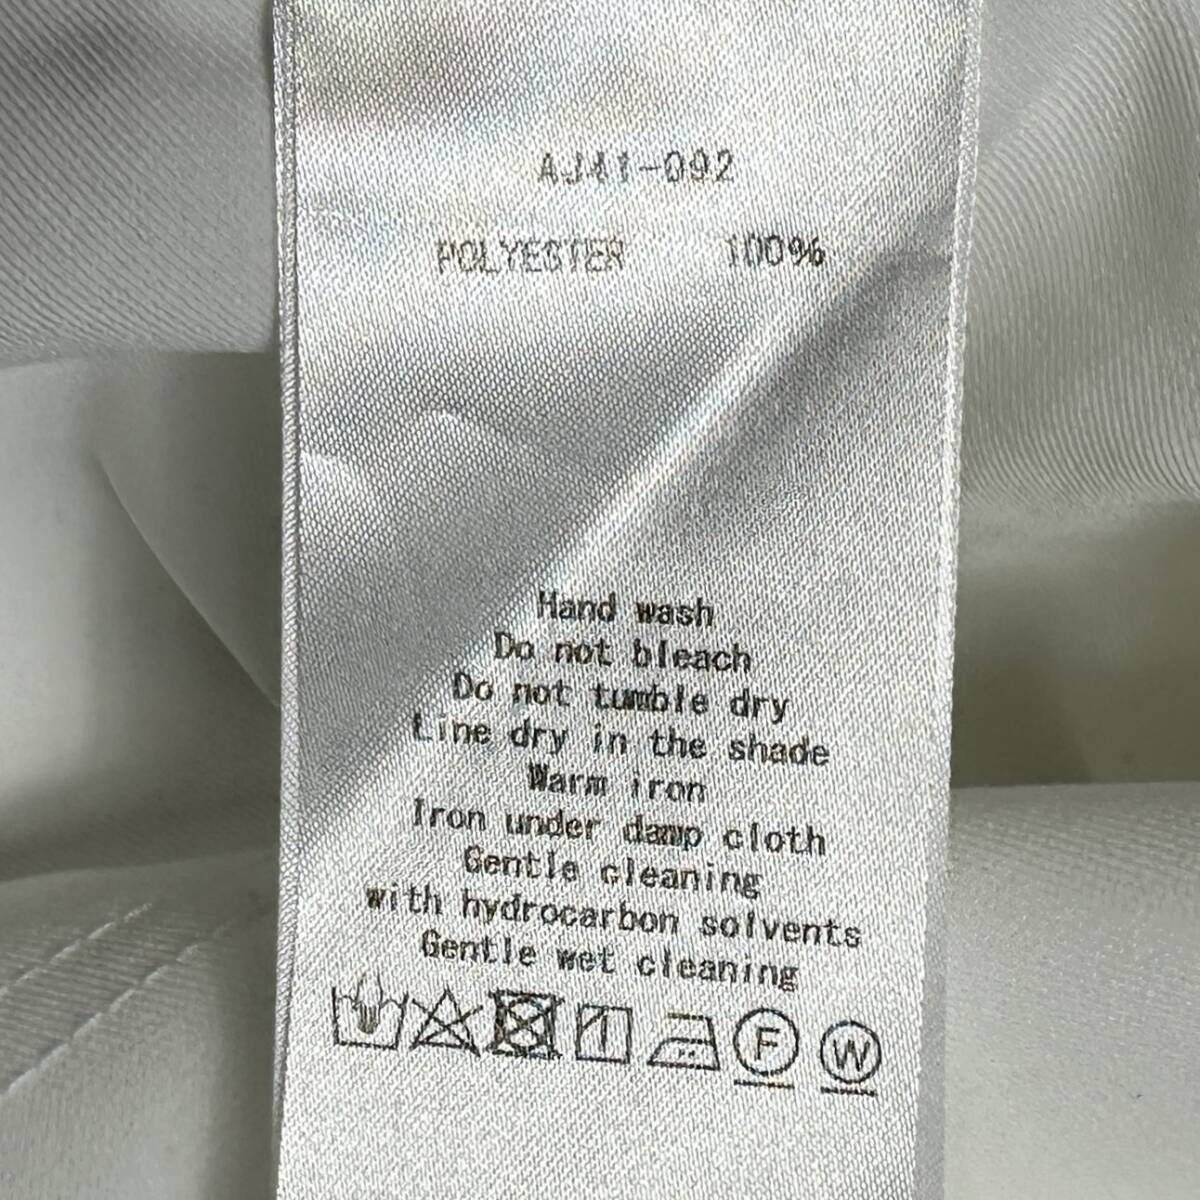 AJ41-092
POLYESTER 100%
Hand wash
Do not bleach
Do not tumble dry
Line dry in the shade
Warm iron
Iron under damp cloth
Gentle cleaning
with hydrocarbon solvents
Gentle wet cleaning
F W